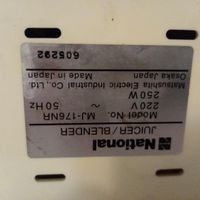 National
JUICER/BLENDER
Model No. MJ-176NR
220V ~ 50Hz
250W
Matsushita Electric Industrial Co., Ltd.
Osaka Japan Made in Japan
605292